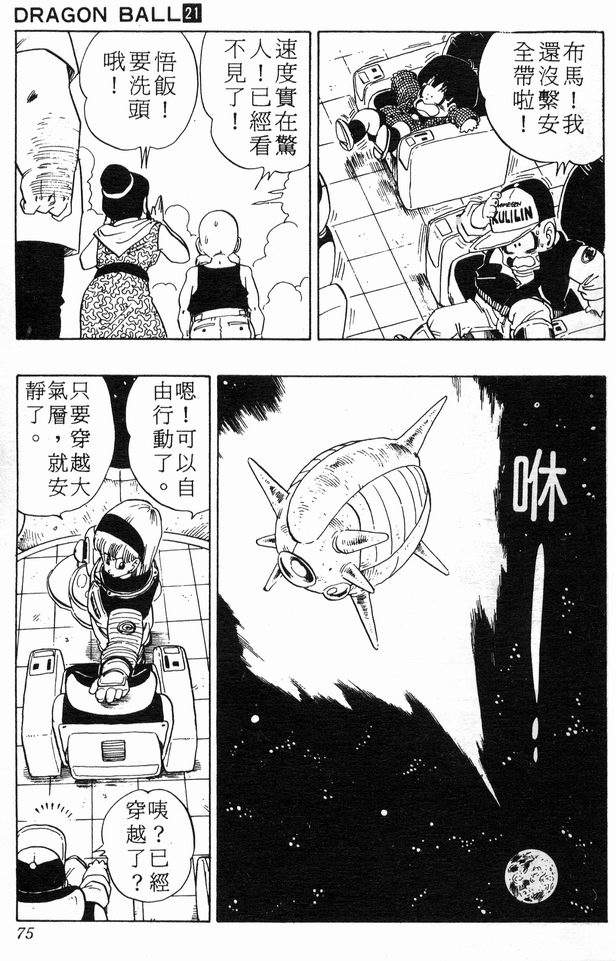 DRAGON BALL 21
布馬！我
還沒繫安
全帶啦！
JAMESEN
KULILIN
速度實在驚
人！已經看
不見了！
悟飯！
要洗頭
哦！
咻
嗯！可以自
由行動了。
只要穿越大
氣層，就安
靜了。
咦？已經
穿越了？
75